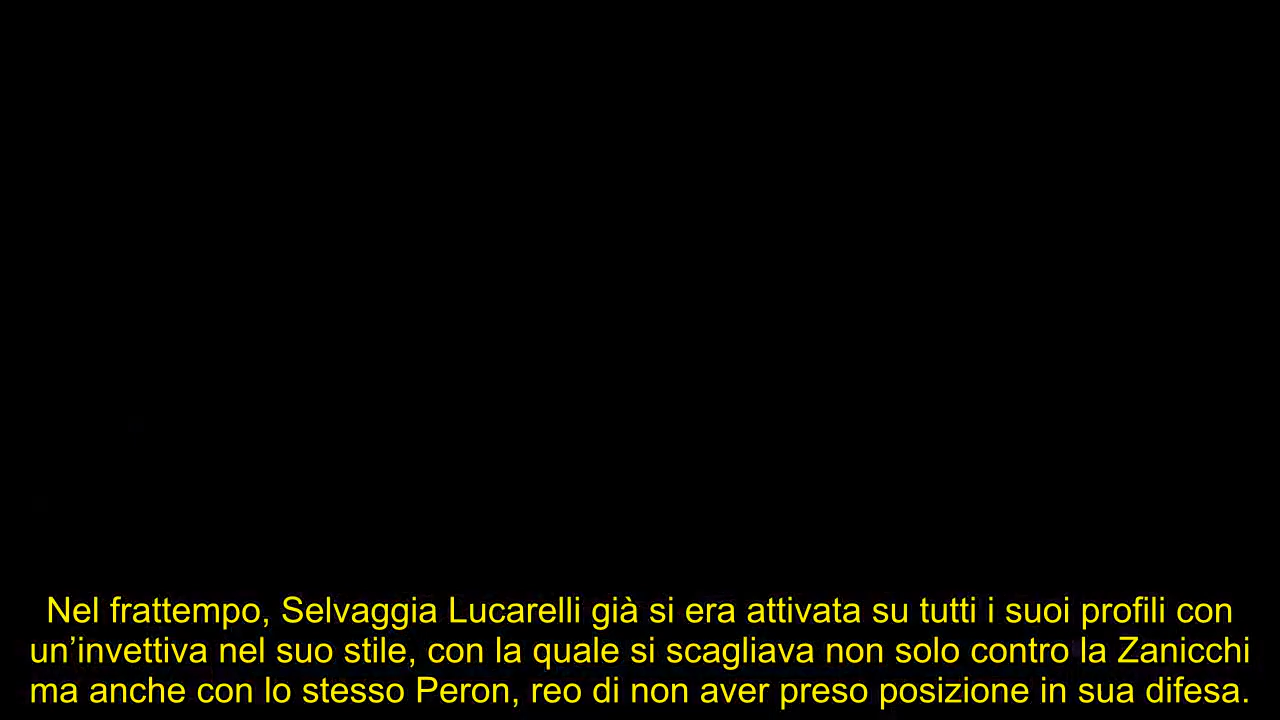 Nel frattempo, Selvaggia Lucarelli già si era attivata su tutti i suoi profili con
un’invettiva nel suo stile, con la quale si scagliava non solo contro la Zanicchi
ma anche con lo stesso Peron, reo di non aver preso posizione in sua difesa.